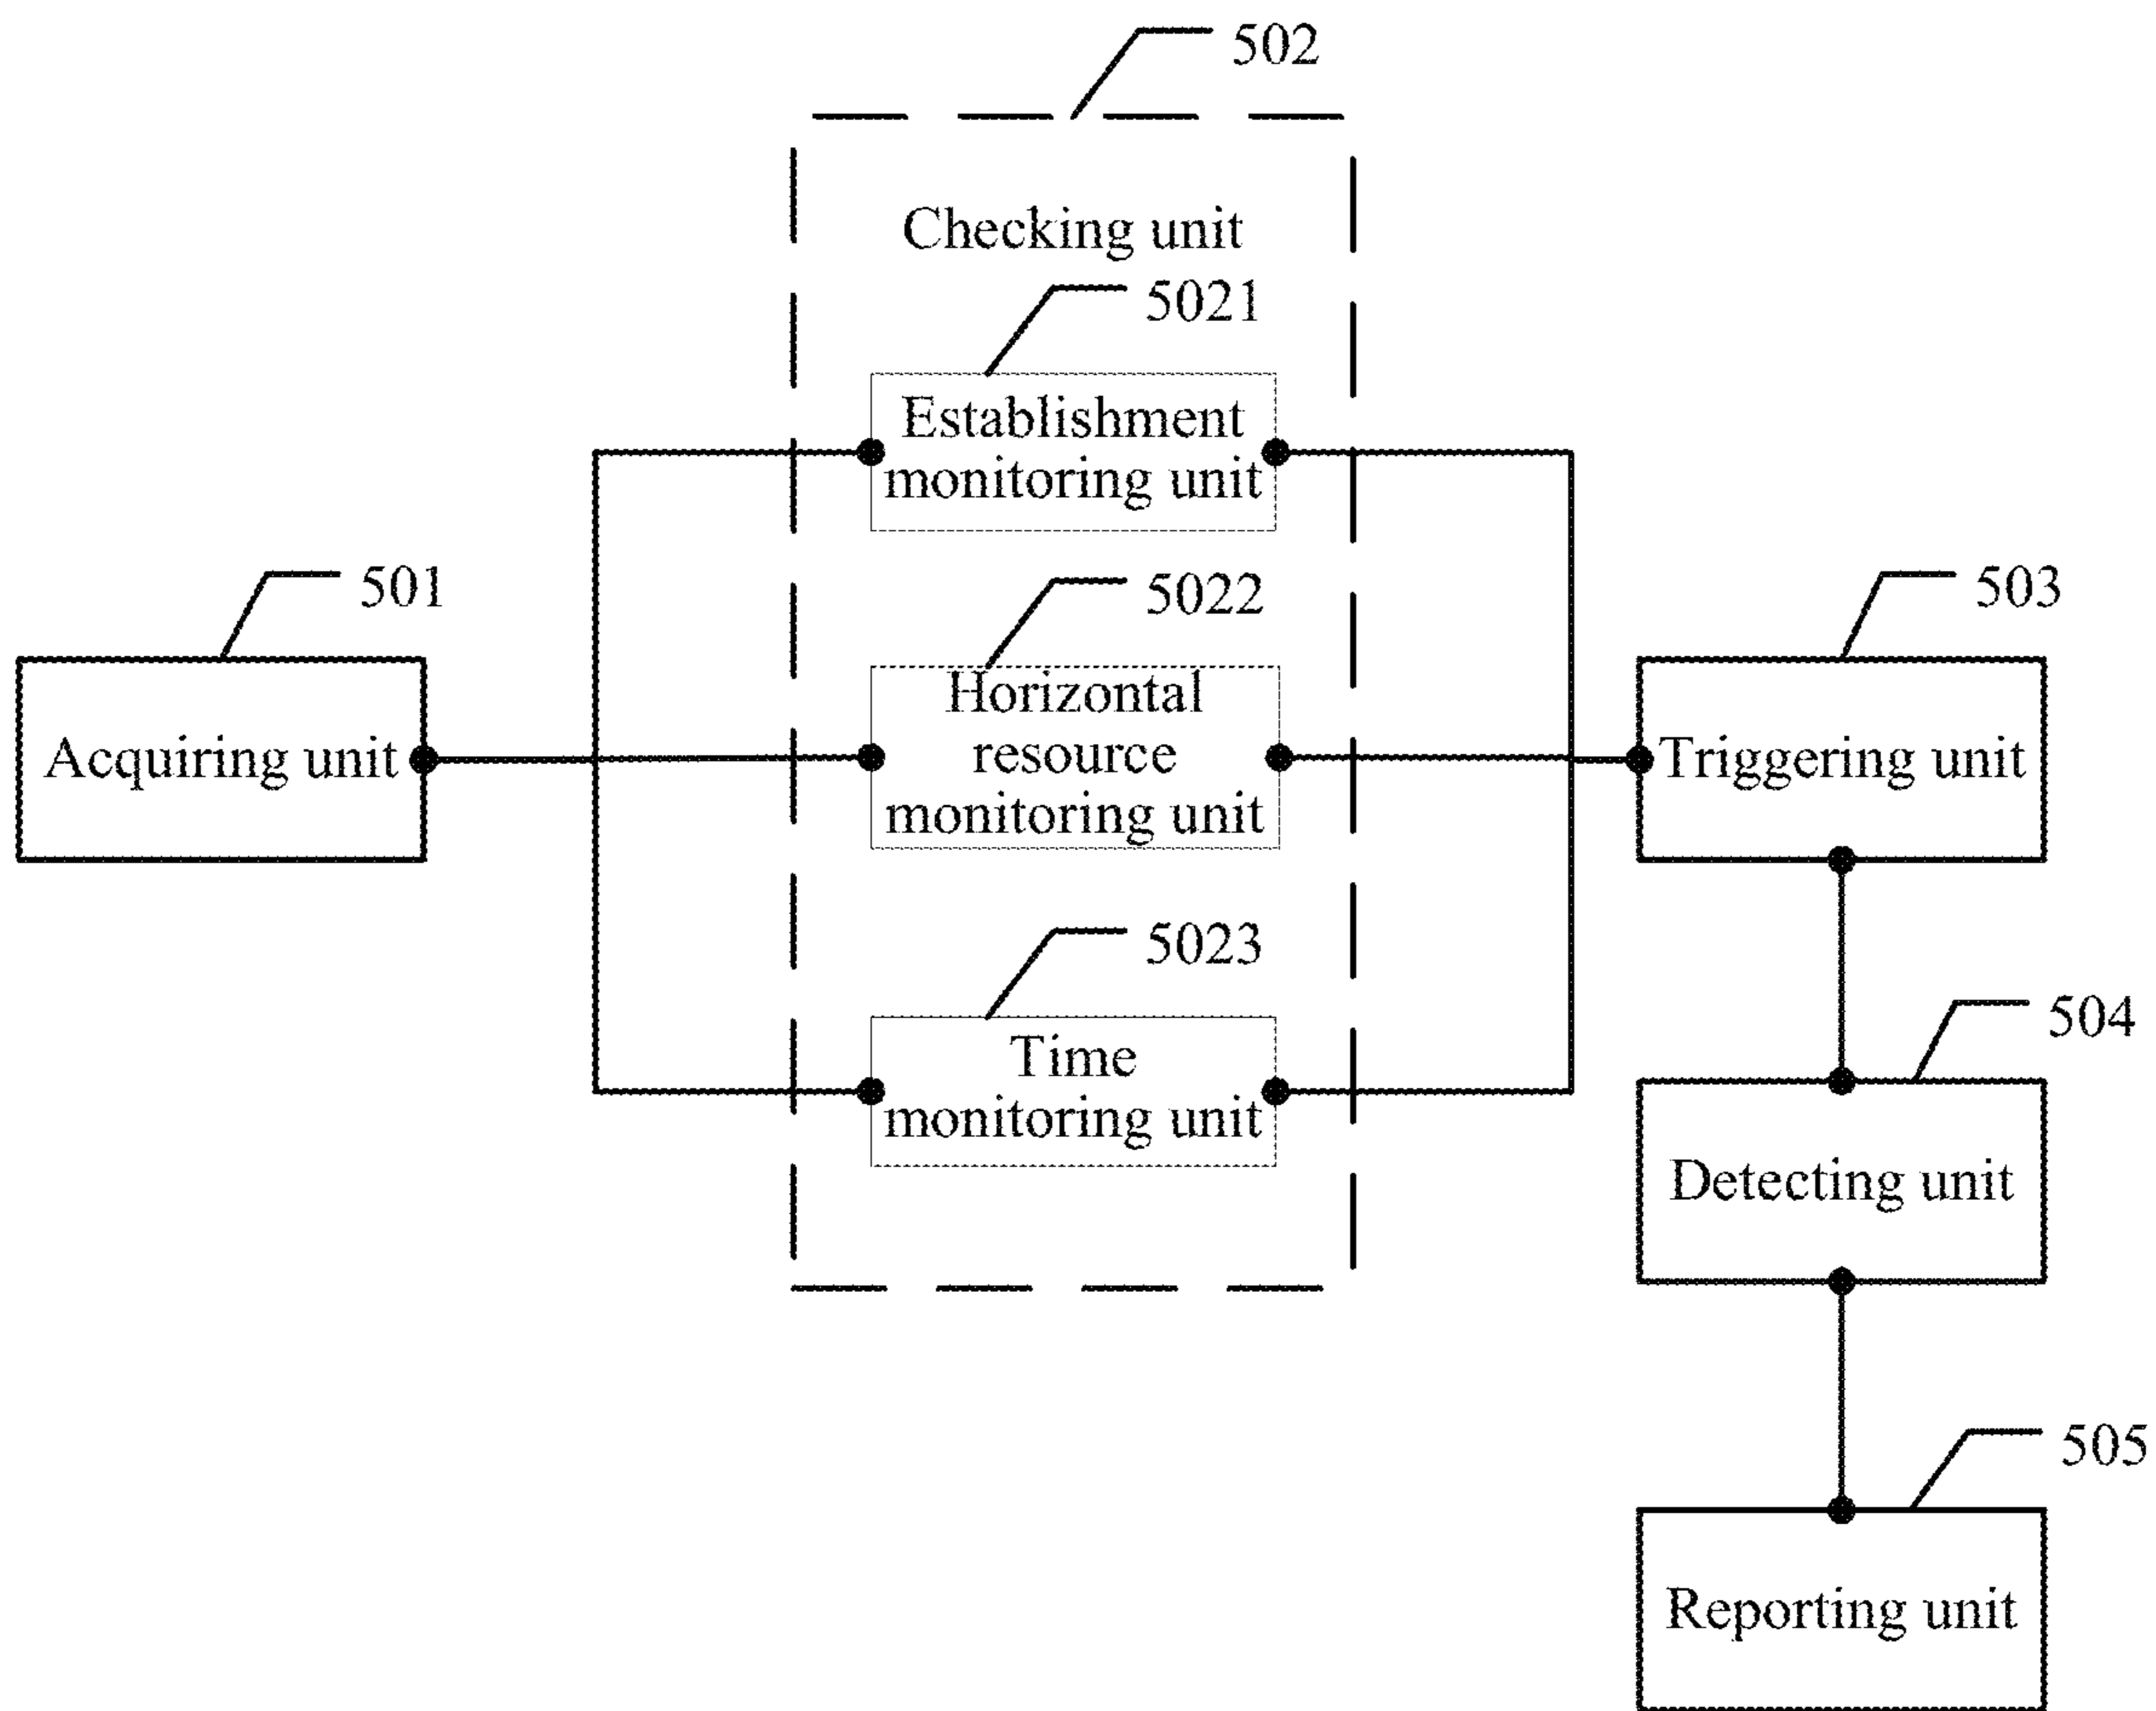 502
Checking unit
5021
Establishment
monitoring unit
501
5022
503
Acquiring unit
Horizontal
resource
monitoring unit
Triggering unit
5023
504
Time
monitoring unit
Detecting unit
505
Reporting unit